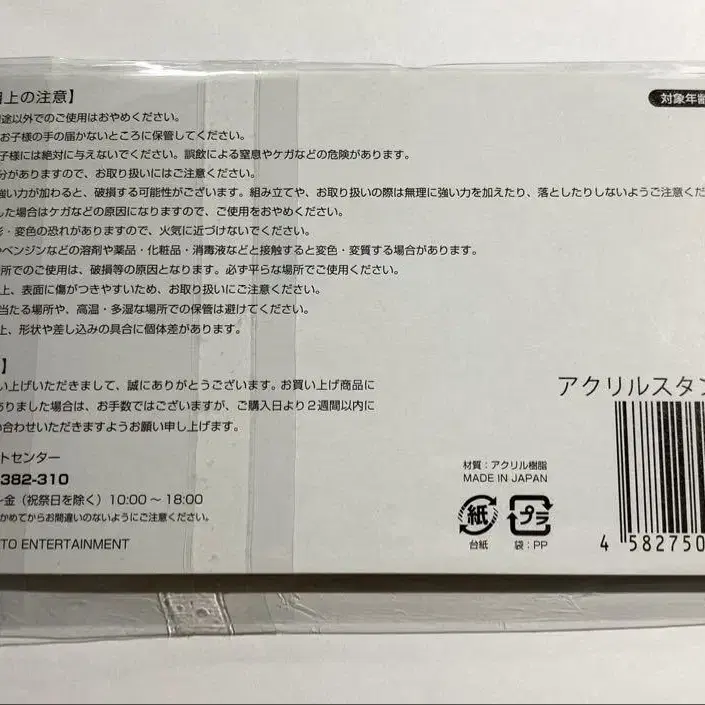 上の注意】
対象年齢
途以外でのご使用はおやめください。
お子様の手の届かないところに保管してください。
子様には絶対に与えないでください。誤飲による窒息やケガなどの危険があります。
分がありますので、お取り扱いにはご注意ください。
強い力が加わると、破損する可能性がございます。組み立てや、お取り扱いの際は無理に強い力を加えたり、落としたりしないようご注意くだ
した場合はケガなどの原因になりますので、ご使用をおやめください。
・変色の恐れがありますので、火気に近づけないでください。
やベンジンなどの溶剤や薬品・化粧品・消毒液などと接触すると変色・変質する場合があります。
所でのご使用は、破損等の原因となります。必ず平らな場所でご使用ください。
上、表面に傷がつきやすいため、お取り扱いにご注意ください。
当たる場所や、高温・多湿な場所での保管は避けてください。
上、形状や差し込みの具合に個体差があります。
】
い上げいただきまして、誠にありがとうございます。お買い上げ商品に
ありました場合は、お手数ではございますが、ご購入日より2週間以内に
い合わせいただきますようお願い申し上げます。
アクリルスタン
トセンター
382-310
金（祝祭日を除く）10:00～18:00
かめてからお間違いのないようにご注意ください。
TO ENTERTAINMENT
材質：アクリル樹脂
MADE IN JAPAN
紙 プラ
台紙 袋：PP
4 582750